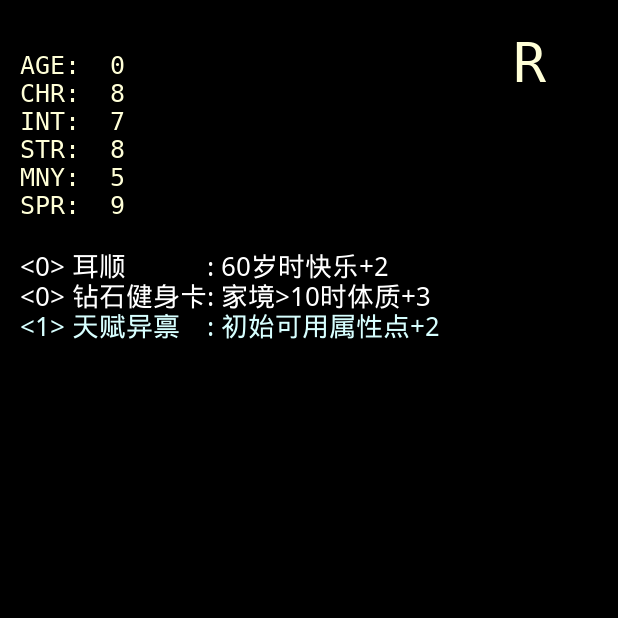 R
AGE: 0
CHR: 8
INT: 7
STR: 8
MNY: 5
SPR: 9
<0> 耳顺 : 60岁时快乐+2
<0> 钻石健身卡: 家境>10时体质+3
<1> 天赋异禀 : 初始可用属性点+2